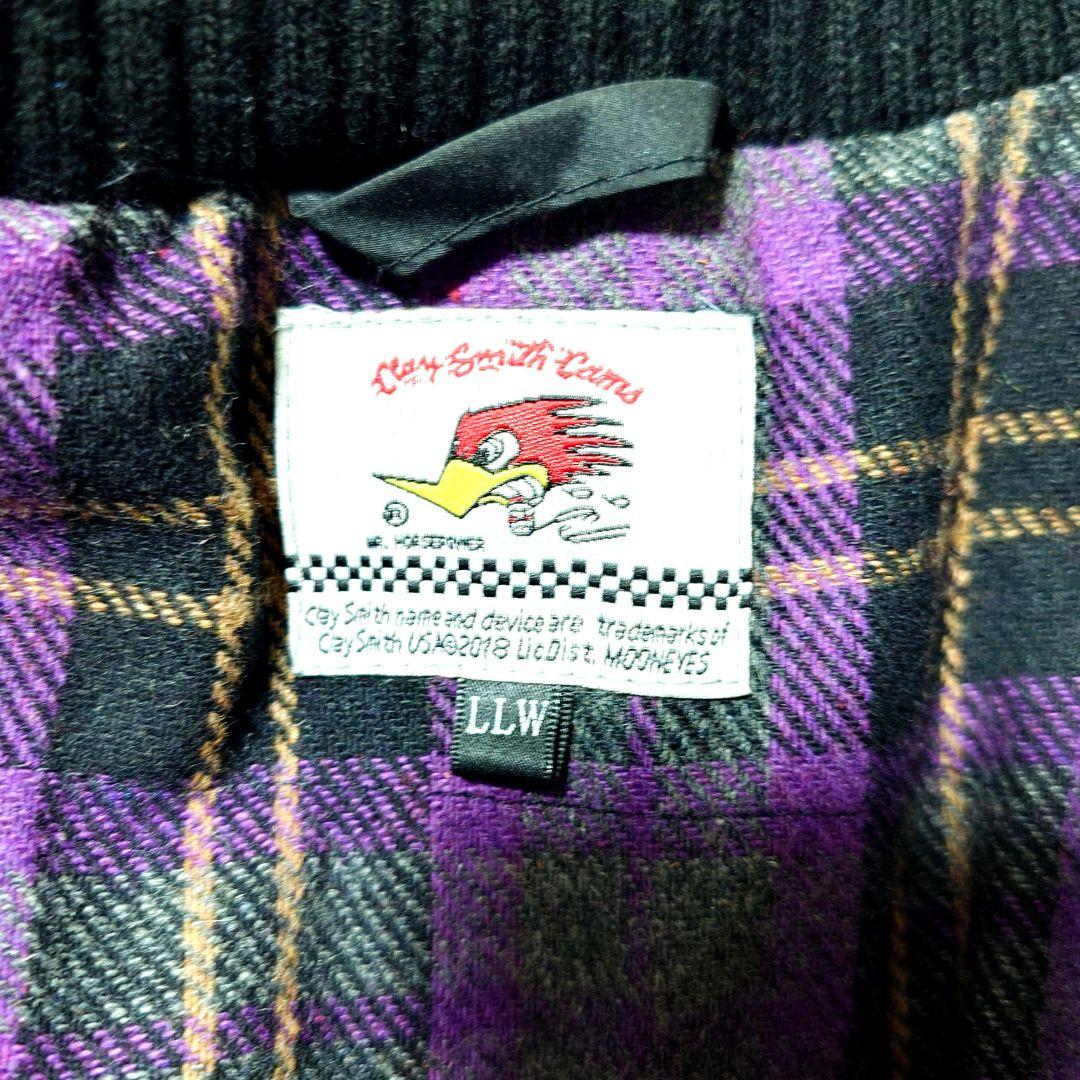 Clay Smith Cams
®
MR. HORSEPOWER
Clay Smith name and device are trademarks of
Clay Smith USA©2018 Lic Dist. MOONEYES
LLW